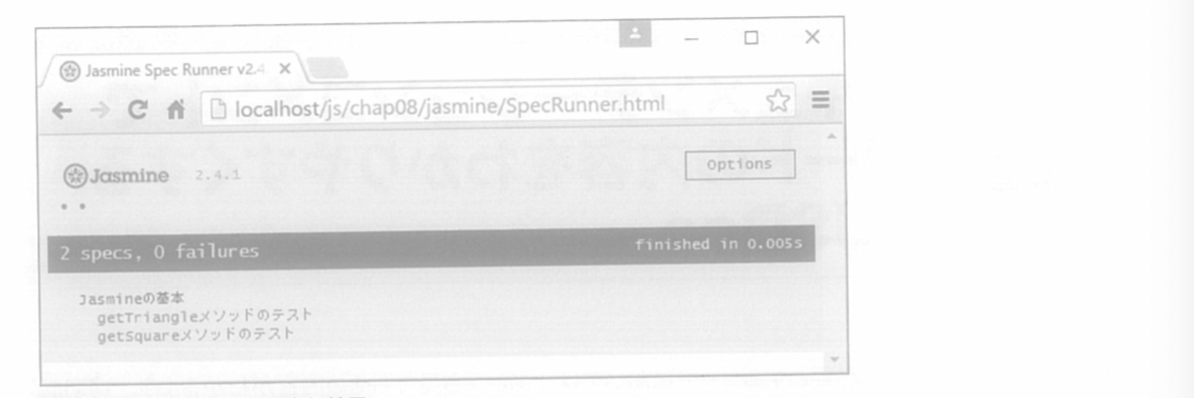 Jasmine Spec Runner v2.4
localhost/js/chap08/jasmine/SpecRunner.html
Jasmine 2.4.1
Options
2 specs, 0 failures
finished in 0.005s
Jasmineの基本
getTriangleメソッドのテスト
getSquareメソッドのテスト